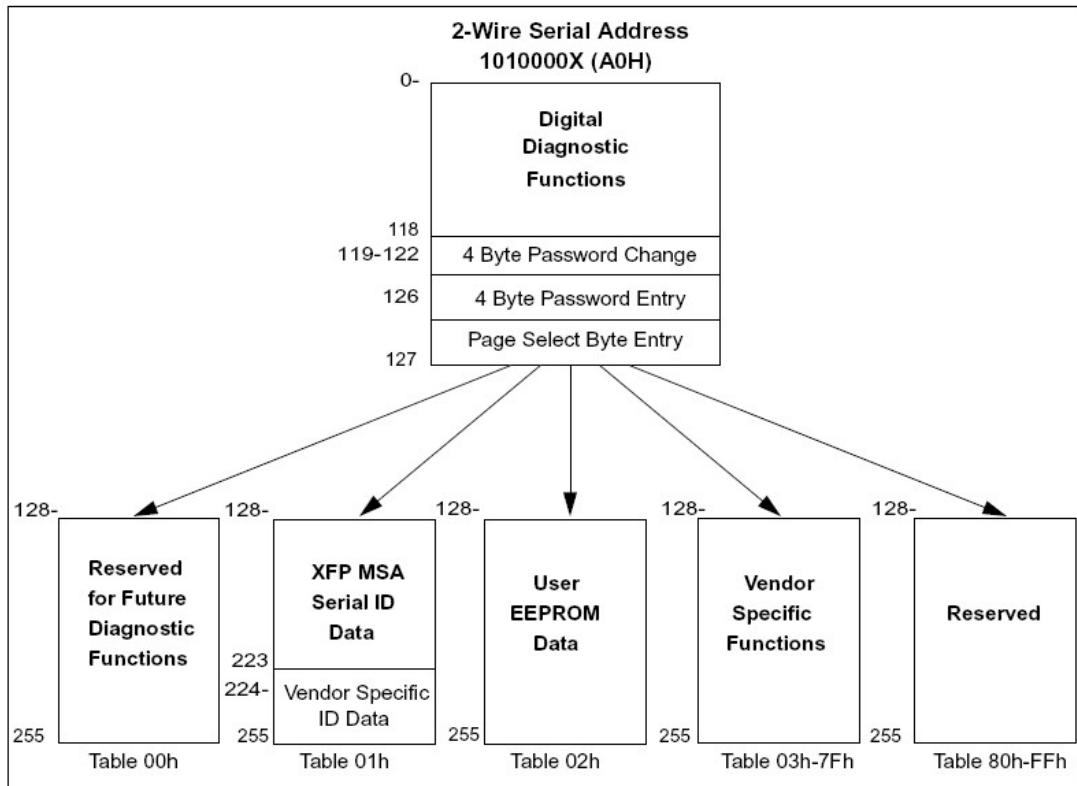 2-Wire Serial Address
1010000X (A0H)
0-
Digital
Diagnostic
Functions
118
119-122
4 Byte Password Change
126
4 Byte Password Entry
Page Select Byte Entry
127
128-
Reserved
for Future
Diagnostic
Functions
255
Table 00h
128-
XFP MSA
Serial ID
Data
223
224-
Vendor Specific
ID Data
255
Table 01h
128-
User
EEPROM
Data
255
Table 02h
128-
Vendor
Specific
Functions
255
Table 03h-7Fh
128-
Reserved
255
Table 80h-FFh